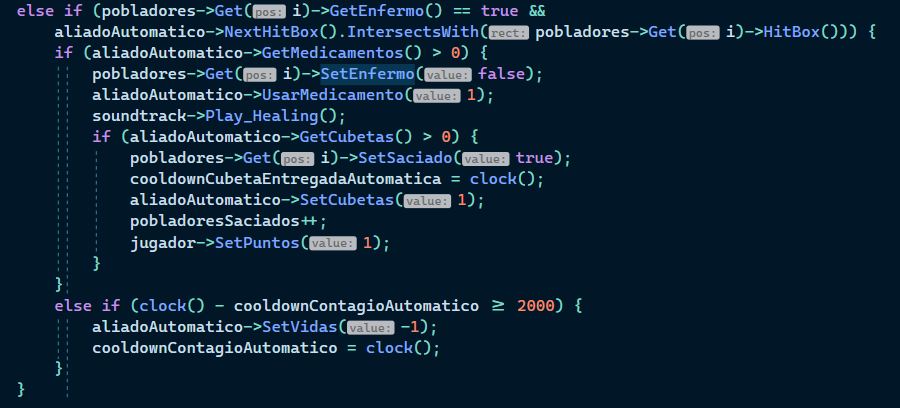 else if (pobladores->Get(pos: i)->GetEnfermo() == true &&
aliadoAutomatico->NextHitBox().IntersectsWith(rect: pobladores->Get(pos: i)->HitBox())) {
if (aliadoAutomatico->GetMedicamentos() > 0) {
pobladores->Get(pos: i)->SetEnfermo(value: false);
aliadoAutomatico->UsarMedicamento(value: 1);
soundtrack->Play_Healing();
if (aliadoAutomatico->GetCubetas() > 0) {
pobladores->Get(pos: i)->SetSaciado(value: true);
cooldownCubetaEntregadaAutomatica = clock();
aliadoAutomatico->SetCubetas(value: 1);
pobladoresSaciados++;
jugador->SetPuntos(value: 1);
}
}
else if (clock() - cooldownContagioAutomatico ≥ 2000) {
aliadoAutomatico->SetVidas(value: -1);
cooldownContagioAutomatico = clock();
}
}